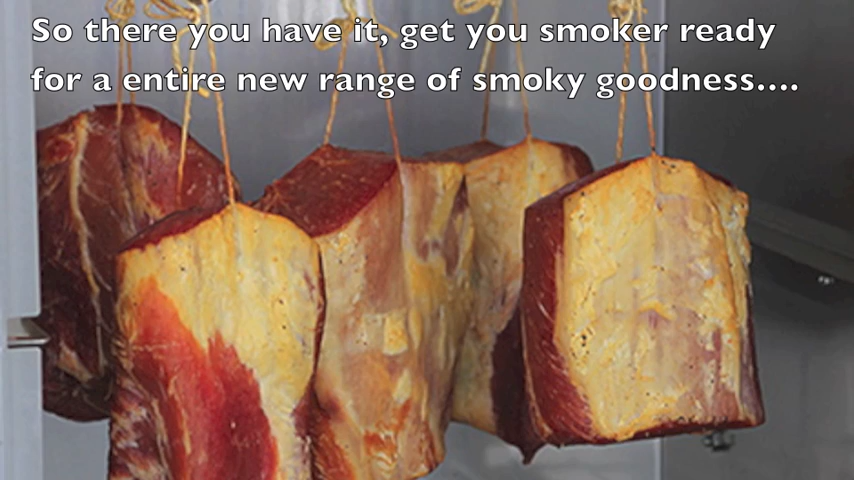 So there you have it, get you smoker ready
for a entire new range of smoky goodness....